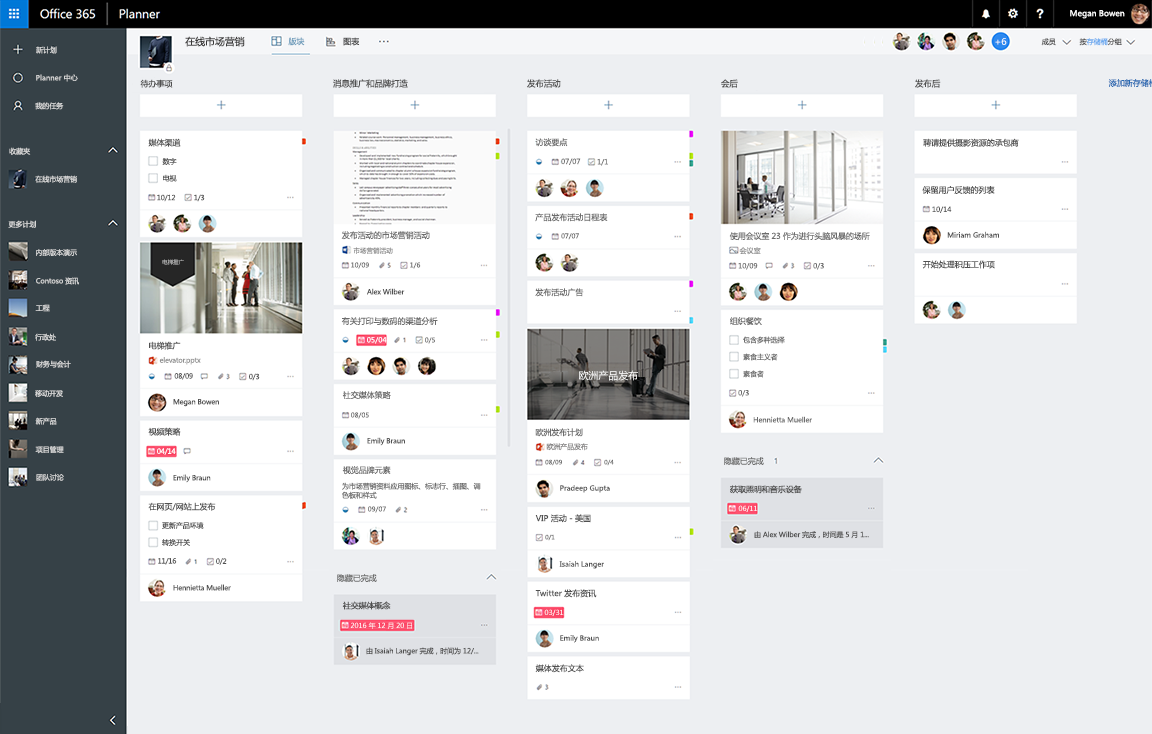 Office 365
Planner
Megan Bowen
新计划
Planner 中心
我的任务
收藏夹
在线市场营销
更多计划
内部版本演示
Contoso 资讯
工程
行政处
财务与会计
移动开发
新产品
项目管理
团队讨论
在线市场营销
版块
图表
+6
成员
按存储桶分组
待办事项
媒体渠道
数字
电视
10/12
1/3
电梯推广
电梯推广
elevator.pptx
08/09
3
0/3
Megan Bowen
视频策略
04/14
Emily Braun
在网页/网站上发布
更新产品环境
转换开关
11/16
1
0/2
Henrietta Mueller
消息推广和品牌打造
发布活动的市场营销活动
市场营销活动
10/09
5
1/6
Alex Wilber
有关打印与数码的渠道分析
05/04
1
0/5
社交媒体策略
08/05
Emily Braun
视觉品牌元素
为市场营销资料应用图标、标志行、插图、调
色板和样式
09/07
2
隐藏已完成
社交媒体概念
2016 年 12 月 20 日
由 Isaiah Langer 完成，时间为 12/...
发布活动
访谈要点
07/07
1/1
产品发布活动日程表
07/07
发布活动广告
欧洲产品发布
欧洲发布计划
欧洲产品发布
08/09
4
0/4
Pradeep Gupta
VIP 活动 - 美国
0/1
Isaiah Langer
Twitter 发布资讯
03/31
Emily Braun
媒体发布文本
3
会后
使用会议室 23 作为进行头脑风暴的场所
会议室
10/09
3
0/3
组织餐饮
包含多种选择
素食主义者
素食者
0/3
Henrietta Mueller
隐藏已完成 1
获取照明和音乐设备
06/11
由 Alex Wilber 完成，时间是 5 月 1...
发布后
聘请提供摄影资源的承包商
保留用户反馈的列表
10/14
Miriam Graham
开始处理积压工作项
添加新存储桶